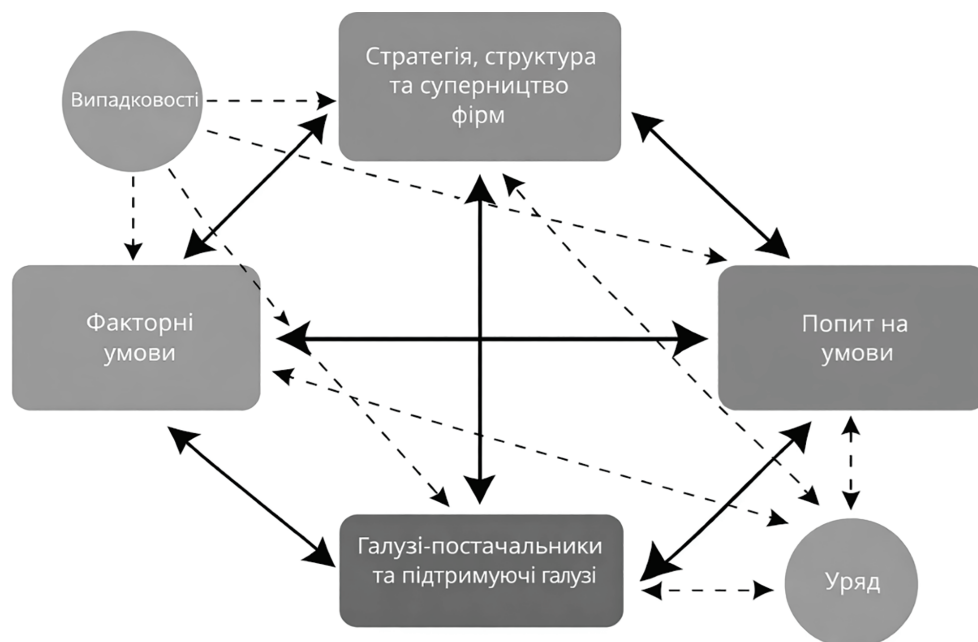 Стратегія, структура
та суперництво
фірм
Випадковості
Факторні
умови
Попит на
умови
Галузі-постачальники
та підтримуючі галузі
Уряд